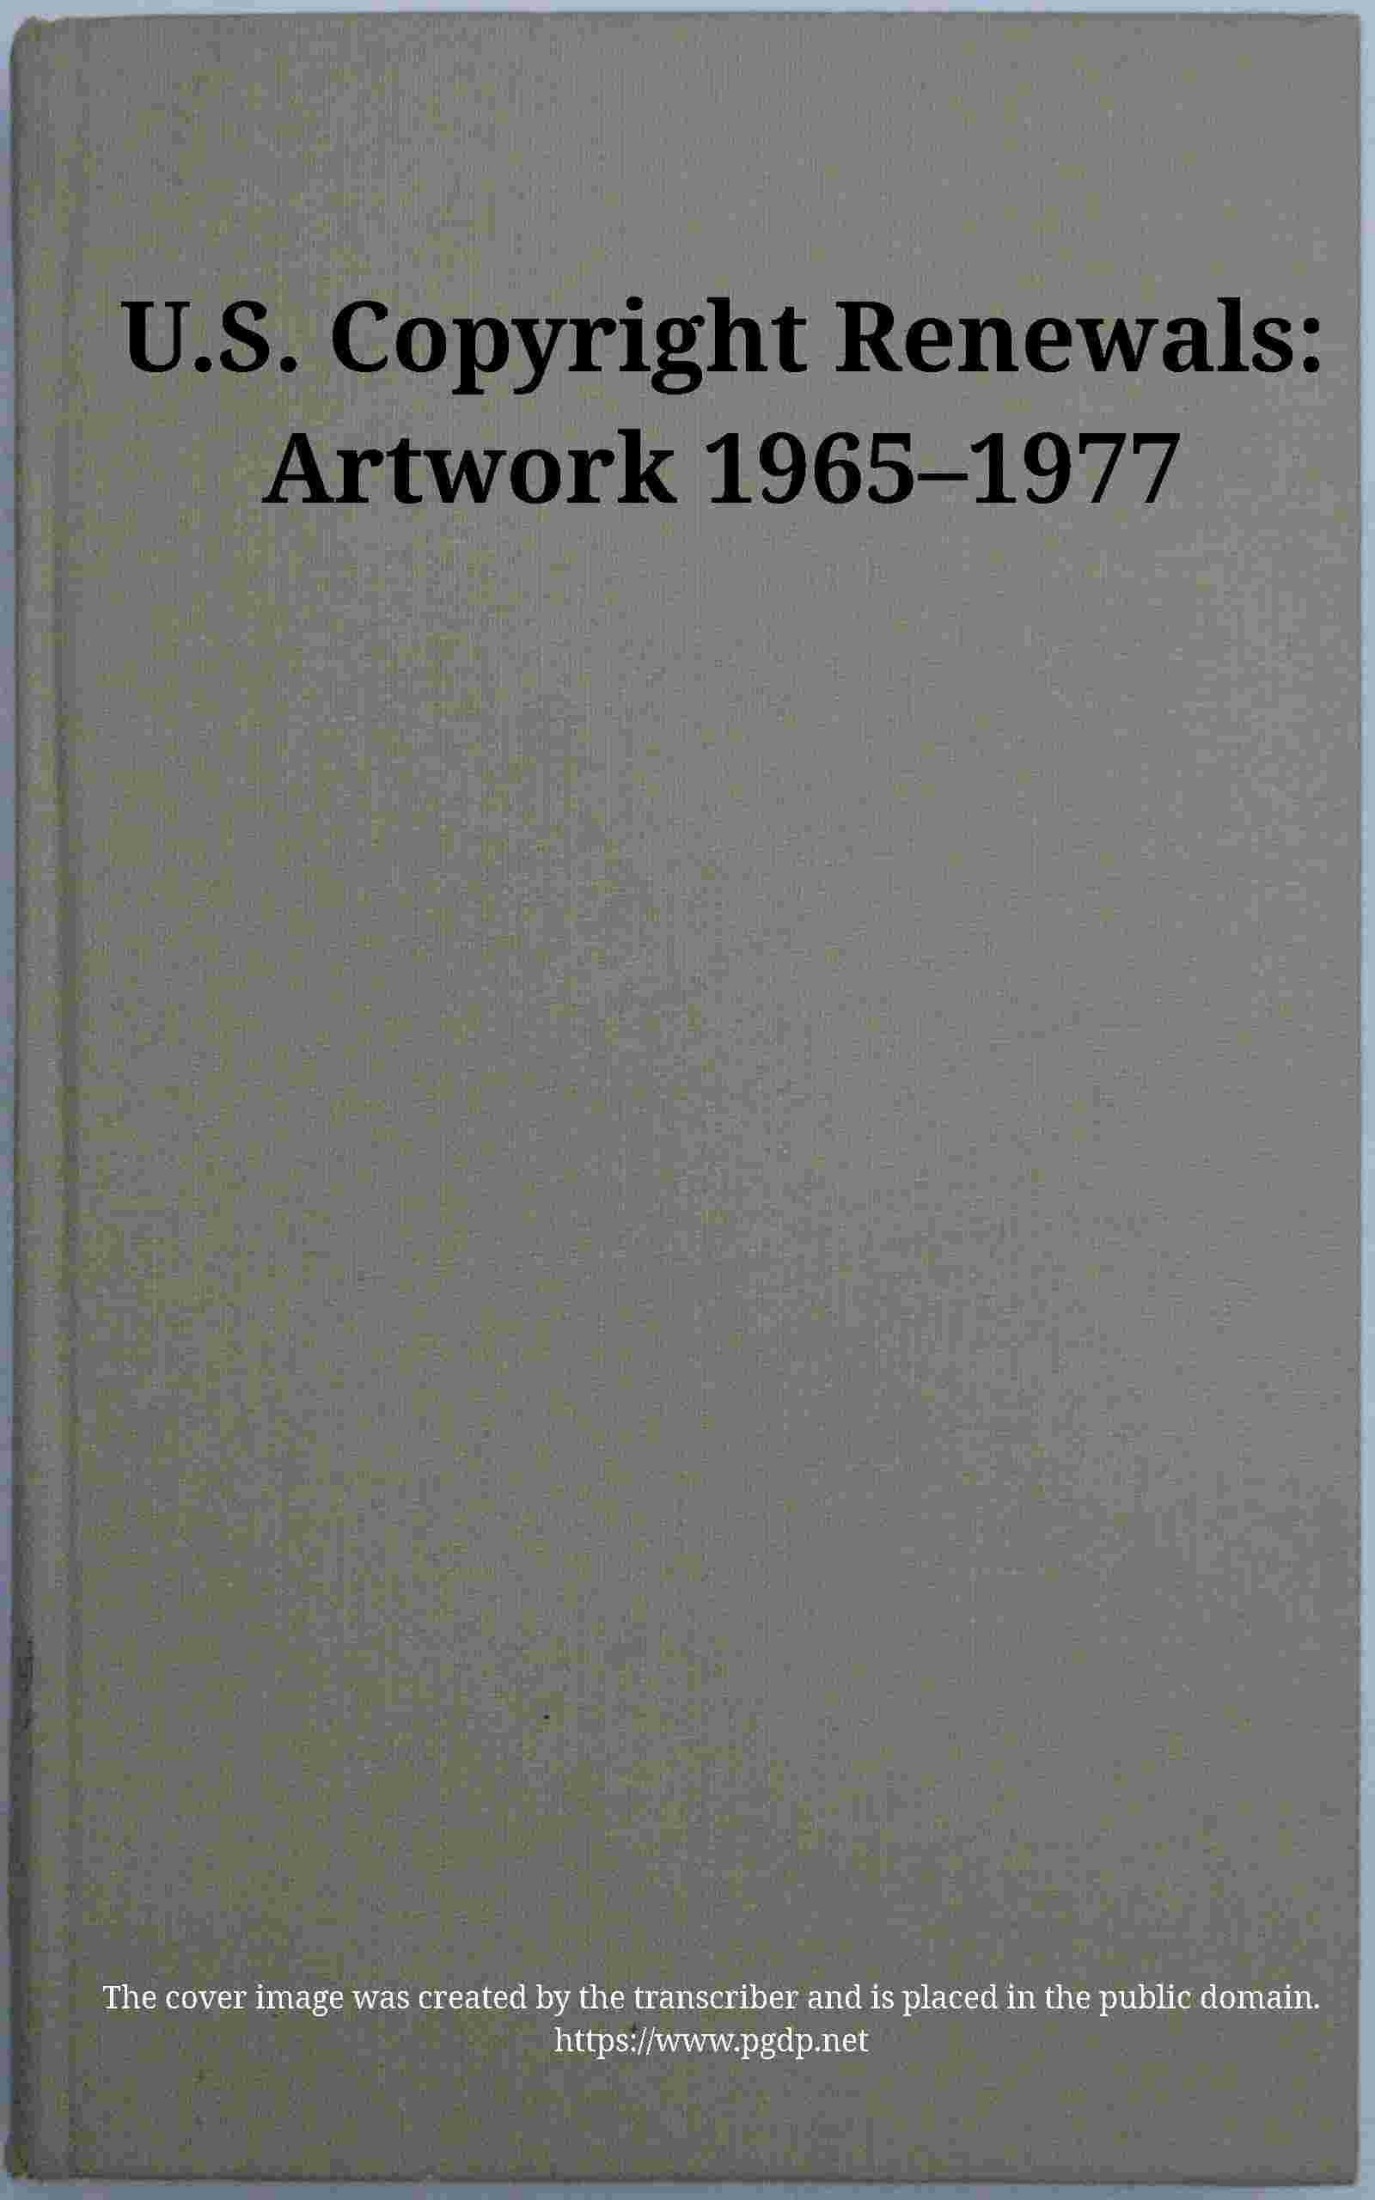 U.S. Copyright Renewals:
Artwork 1965–1977
The cover image was created by the transcriber and is placed in the public domain.
https://www.pgdp.net